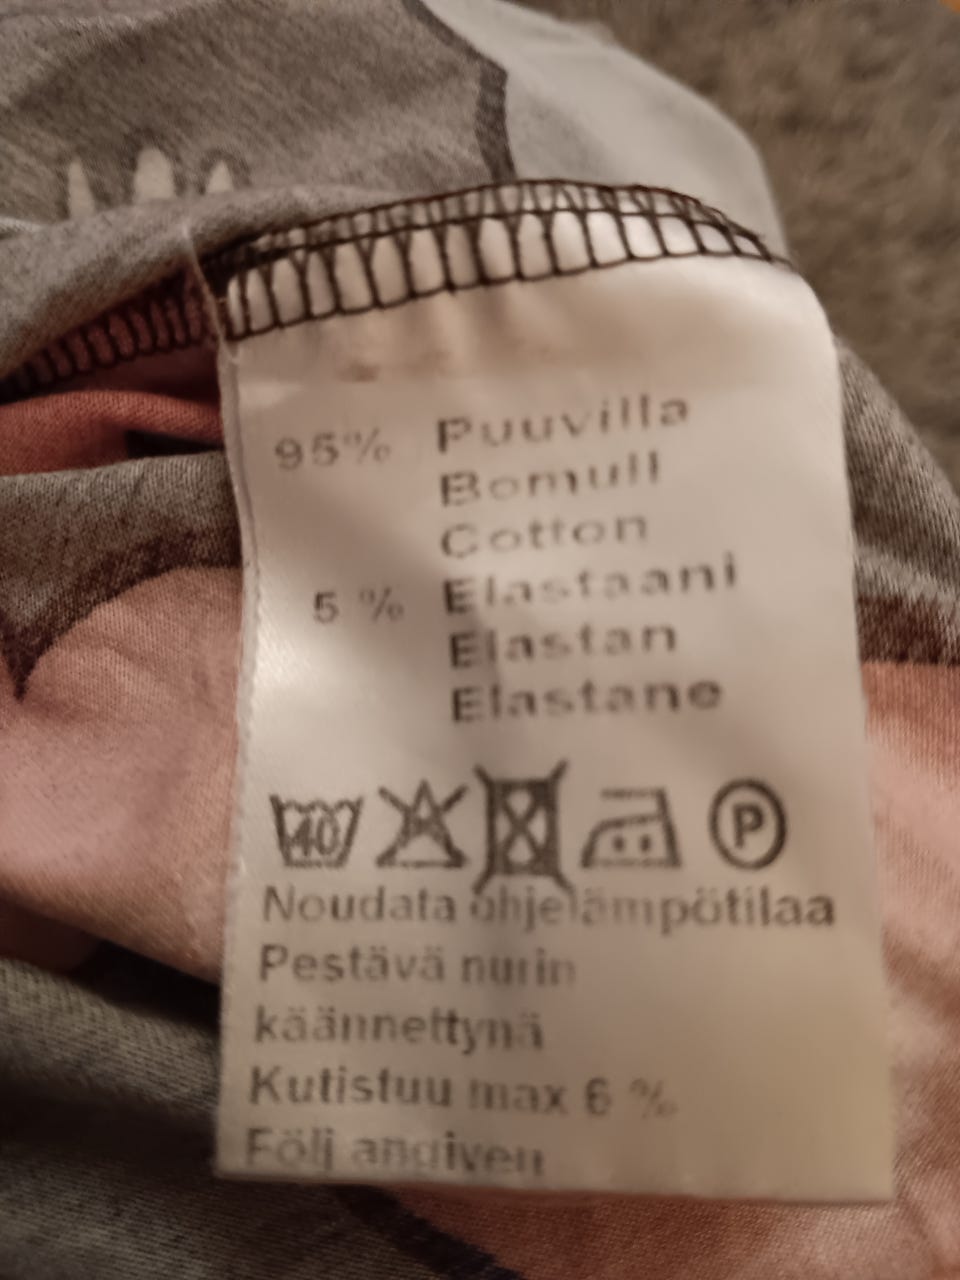 95% Puuvilla
Bomull
Cotton
5 % Elastaani
Elastan
Elastane
40 A P
Noudata ohjelämpötilaa
Pestävä nurin
käännettynä
Kutistuu max 6 %
Följ angiven